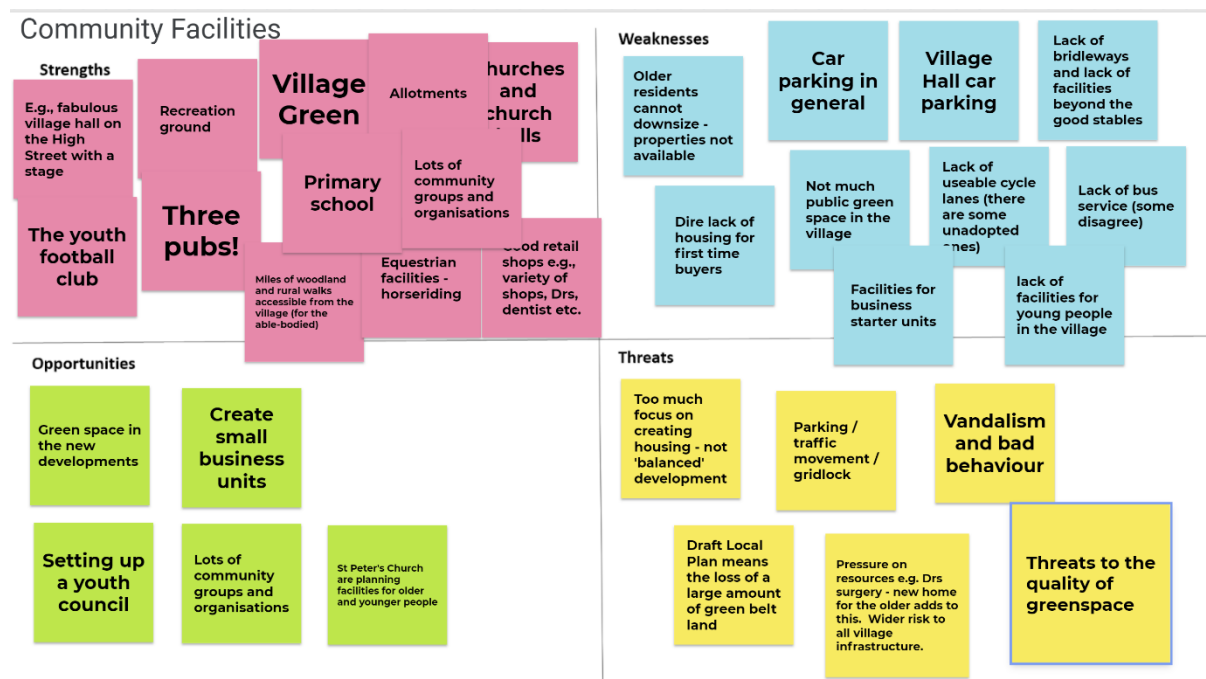 Community Facilities
Strengths
E.g., fabulous
village hall on
the High
Street with a
stage
Recreation
ground
Village
Green
Allotments
hurches
and
church
lls
The youth
football
club
Three
pubs!
Primary
school
Lots of
community
groups and
organisations
Miles of woodland
and rural walks
accessible from the
village (for the
able-bodied)
Equestrian
facilities -
horseriding
Good retail
shops e.g.,
variety of
shops, Drs,
dentist etc.
Weaknesses
Older
residents
cannot
downsize -
properties not
available
Car
parking in
general
Village
Hall car
parking
Lack of
bridleways
and lack of
facilities
beyond the
good stables
Dire lack of
housing for
first time
buyers
Not much
public green
space in the
village
Lack of
useable cycle
lanes (there
are some
unadopted
ones)
Lack of bus
service (some
disagree)
Facilities for
business
starter units
lack of
facilities for
young people
in the village
Opportunities
Green space in
the new
developments
Create
small
business
units
Setting up
a youth
council
Lots of
community
groups and
organisations
St Peter's Church
are planning
facilities for older
and younger people
Threats
Too much
focus on
creating
housing - not
'balanced'
development
Parking /
traffic
movement /
gridlock
Vandalism
and bad
behaviour
Draft Local
Plan means
the loss of a
large amount
of green belt
land
Pressure on
resources e.g. Drs
surgery - new home
for the older adds to
this.  Wider risk to
all village
infrastructure.
Threats to the
quality of
greenspace